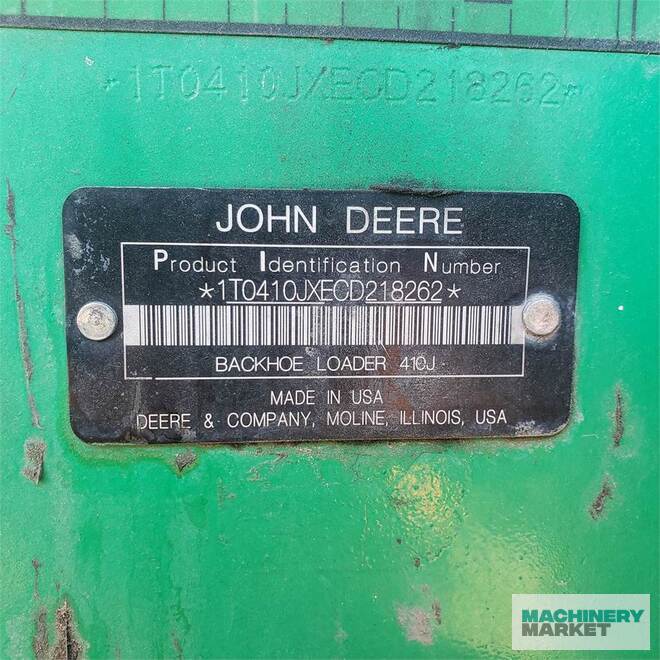 *1T0410JXECD218262*
JOHN DEERE
Product Identification Number
*1T0410JXECD218262*
BACKHOE LOADER 410J
MADE IN USA
DEERE & COMPANY, MOLINE, ILLINOIS, USA
MACHINERY
MARKET